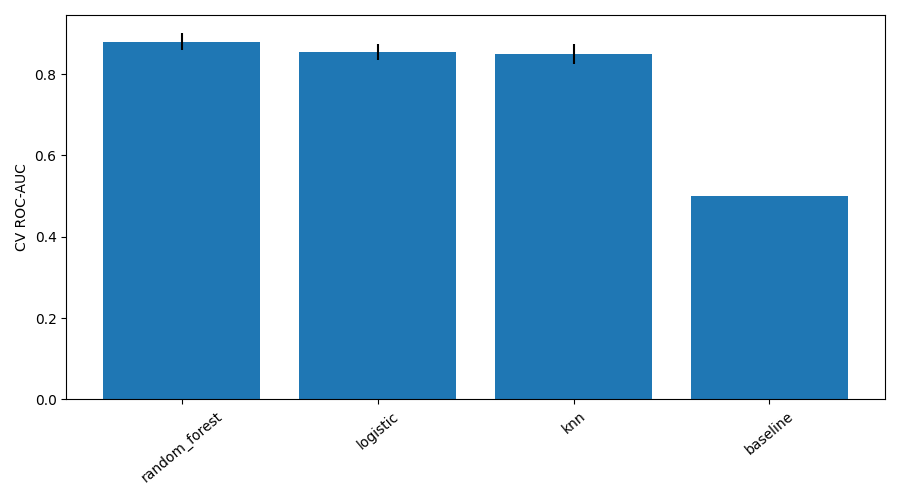 CV ROC-AUC
0.8
0.6
0.4
0.2
0.0
random_forest
logistic
knn
baseline